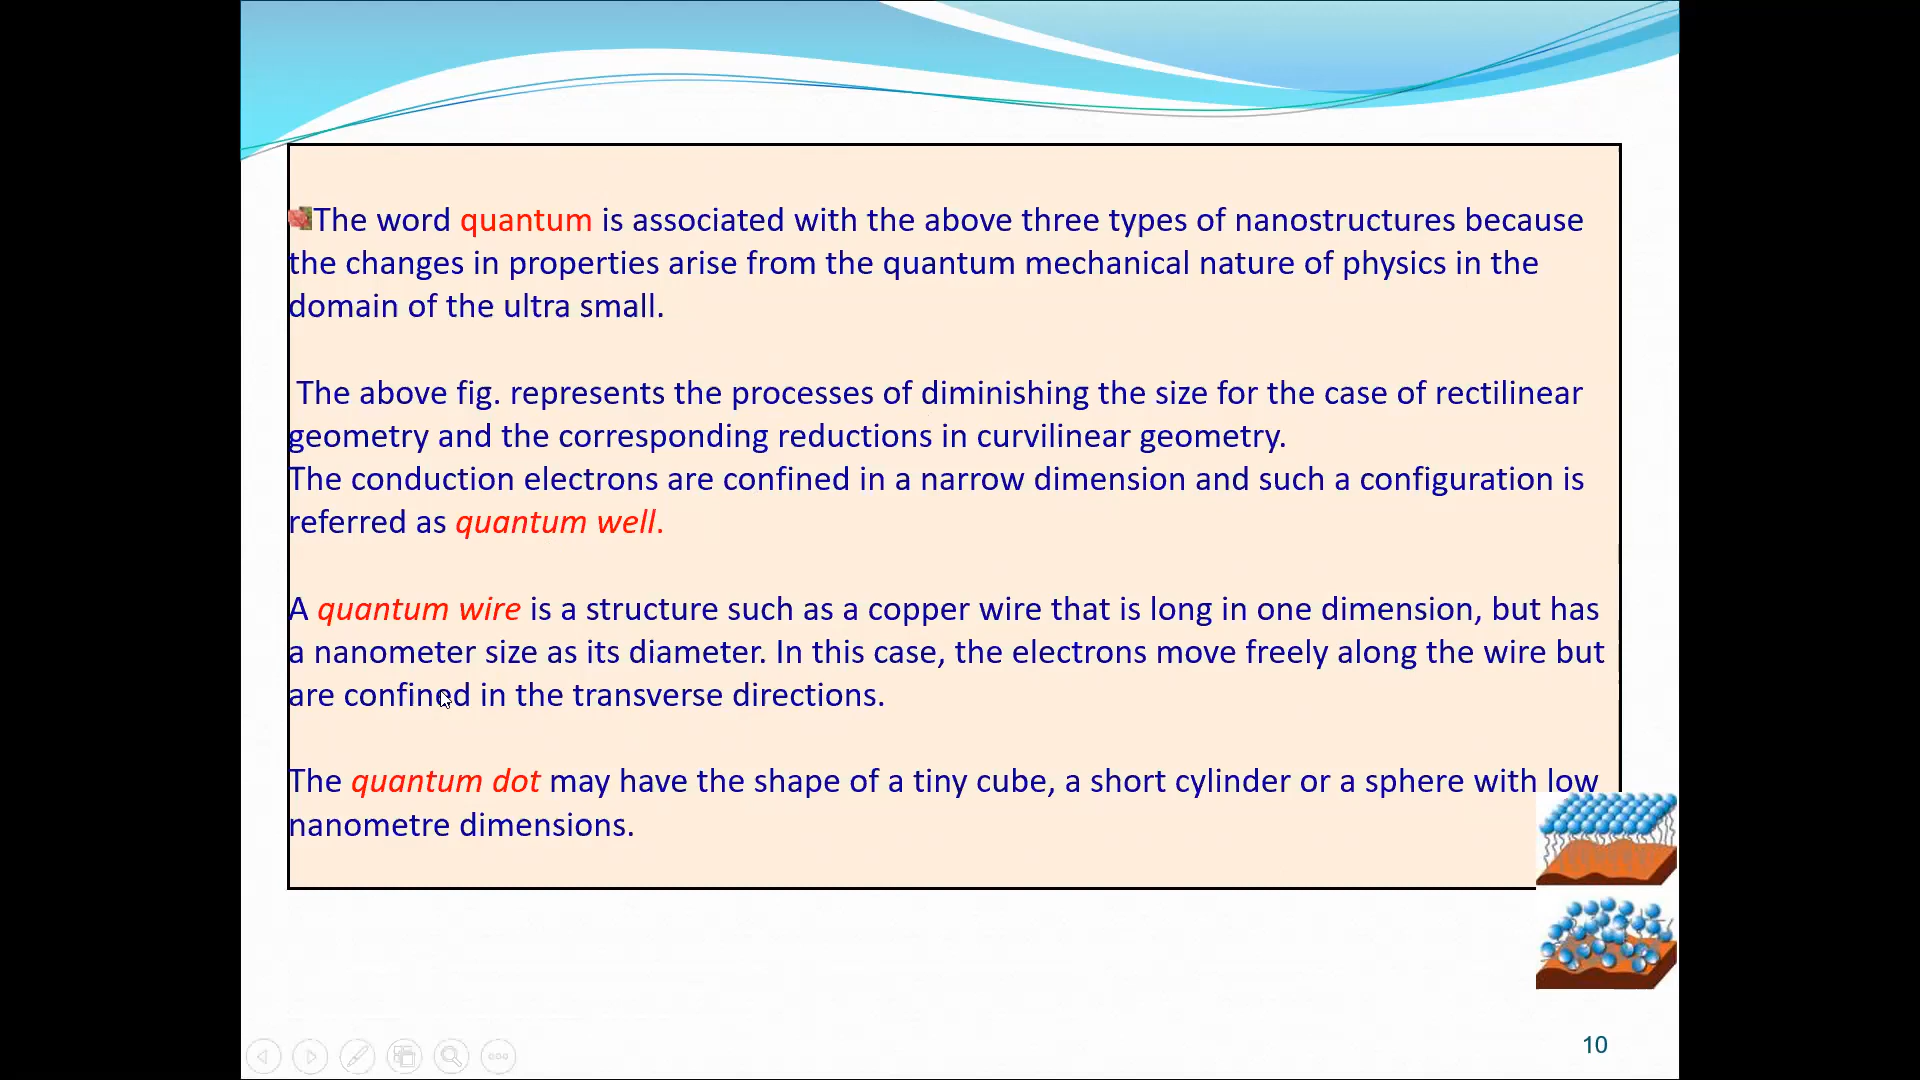 The word quantum is associated with the above three types of nanostructures because
the changes in properties arise from the quantum mechanical nature of physics in the
domain of the ultra small.
The above fig. represents the processes of diminishing the size for the case of rectilinear
geometry and the corresponding reductions in curvilinear geometry.
The conduction electrons are confined in a narrow dimension and such a configuration is
referred as quantum well.
A quantum wire is a structure such as a copper wire that is long in one dimension, but has
a nanometer size as its diameter. In this case, the electrons move freely along the wire but
are confined in the transverse directions.
The quantum dot may have the shape of a tiny cube, a short cylinder or a sphere with low
nanometre dimensions.
10